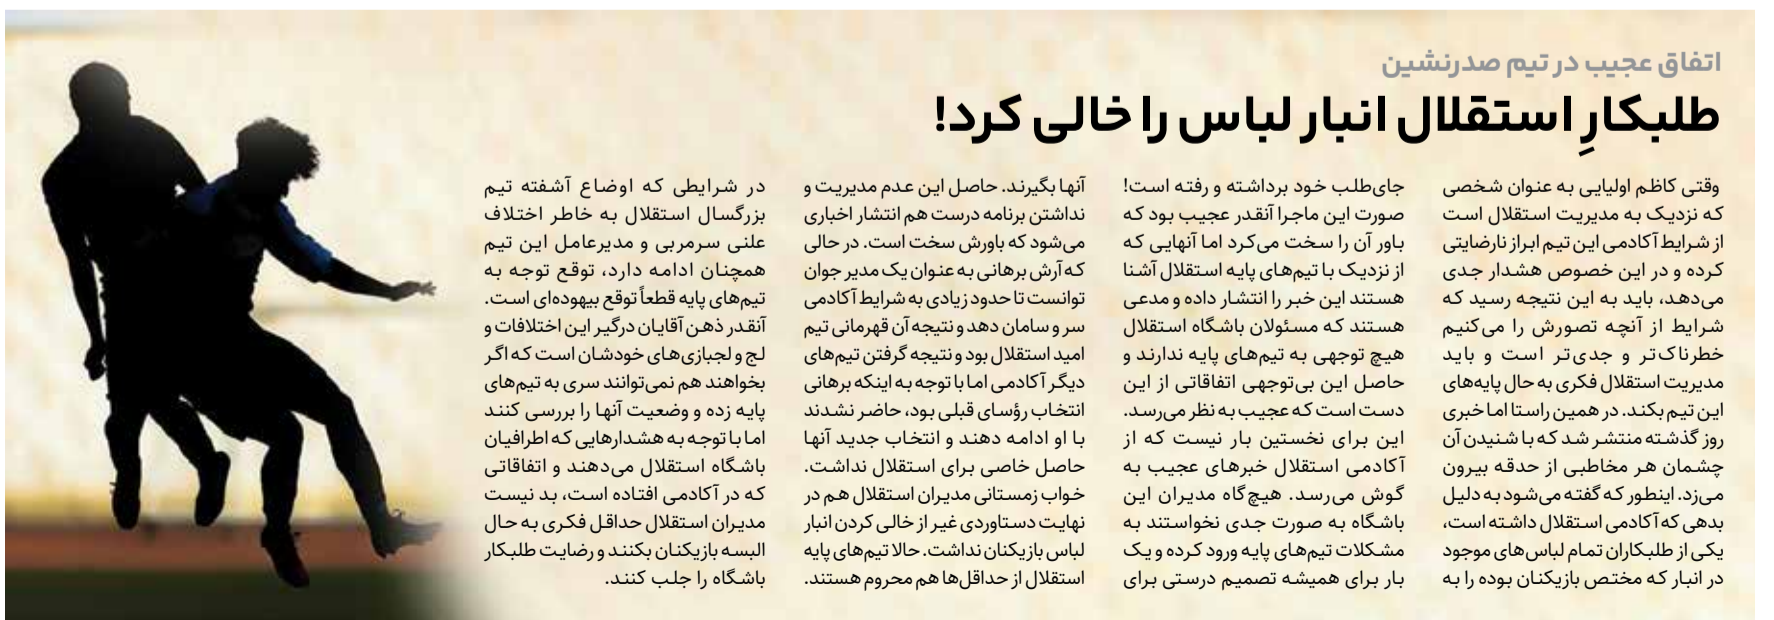 اتفاق عجیب در تیم صدرنشین
طلبکارِ استقلال انبار لباس را خالی کرد!
وقتی کاظم اولیایی به عنوان شخصی
که نزدیک به مدیریت استقلال است
از شرایط آکادمی این تیم ابراز نارضایتی
کرده و در این خصوص هشدار جدی
می‌دهد، باید به این نتیجه رسید که
شرایط از آنچه تصورش را می‌کنیم
خطرناک‌تر و جدی‌تر است و باید
مدیریت استقلال فکری به حال پایه‌های
این تیم بکند. در همین راستا اما خبری
روز گذشته منتشر شد که با شنیدن آن
چشمان هر مخاطبی از حدقه بیرون
می‌زد. اینطور که گفته می‌شود به دلیل
بدهی که آکادمی استقلال داشته است،
یکی از طلبکاران تمام لباس‌های موجود
در انبار که مختص بازیکنان بوده را به
جای طلب خود برداشته و رفته است!
صورت این ماجرا آنقدر عجیب بود که
باور آن را سخت می‌کرد اما آنهایی که
از نزدیک با تیم‌های پایه استقلال آشنا
هستند این خبر را انتشار داده و مدعی
هستند که مسئولان باشگاه استقلال
هیچ توجهی به تیم‌های پایه ندارند و
حاصل این بی‌توجهی اتفاقاتی از این
دست است که عجیب به نظر می‌رسد.
این برای نخستین بار نیست که از
آکادمی استقلال خبرهای عجیب به
گوش می‌رسد. هیچ‌گاه مدیران این
باشگاه به صورت جدی نخواستند به
مشکلات تیم‌های پایه ورود کرده و یک
بار برای همیشه تصمیم درستی برای
آنها بگیرند. حاصل این عدم مدیریت و
نداشتن برنامه درست هم انتشار اخباری
می‌شود که باورش سخت است. در حالی
که آرش برهانی به عنوان یک مدیر جوان
توانست تا حدود زیادی به شرایط آکادمی
سر و سامان دهد و نتیجه آن قهرمانی تیم
امید استقلال بود و نتیجه گرفتن تیم‌های
دیگر آکادمی اما با توجه به اینکه برهانی
انتخاب رؤسای قبلی بود، حاضر نشدند
با او ادامه دهند و انتخاب جدید آنها
حاصل خاصی برای استقلال نداشت.
خواب زمستانی مدیران استقلال هم در
نهایت دستاوردی غیر از خالی کردن انبار
لباس بازیکنان نداشت. حالا تیم‌های پایه
استقلال از حداقل‌ها هم محروم هستند.
در شرایطی که اوضاع آشفته تیم
بزرگسال استقلال به خاطر اختلاف
علنی سرمربی و مدیرعامل این تیم
همچنان ادامه دارد، توقع توجه به
تیم‌های پایه قطعاً توقع بیهوده‌ای است.
آنقدر ذهن آقایان درگیر این اختلافات و
لج و لجبازی‌های خودشان است که اگر
بخواهند هم نمی‌توانند سری به تیم‌های
پایه زده و وضعیت آنها را بررسی کنند
اما با توجه به هشدارهایی که اطرافیان
باشگاه استقلال می‌دهند و اتفاقاتی
که در آکادمی افتاده است، بد نیست
مدیران استقلال حداقل فکری به حال
البسه بازیکنان بکنند و رضایت طلبکار
باشگاه را جلب کنند.